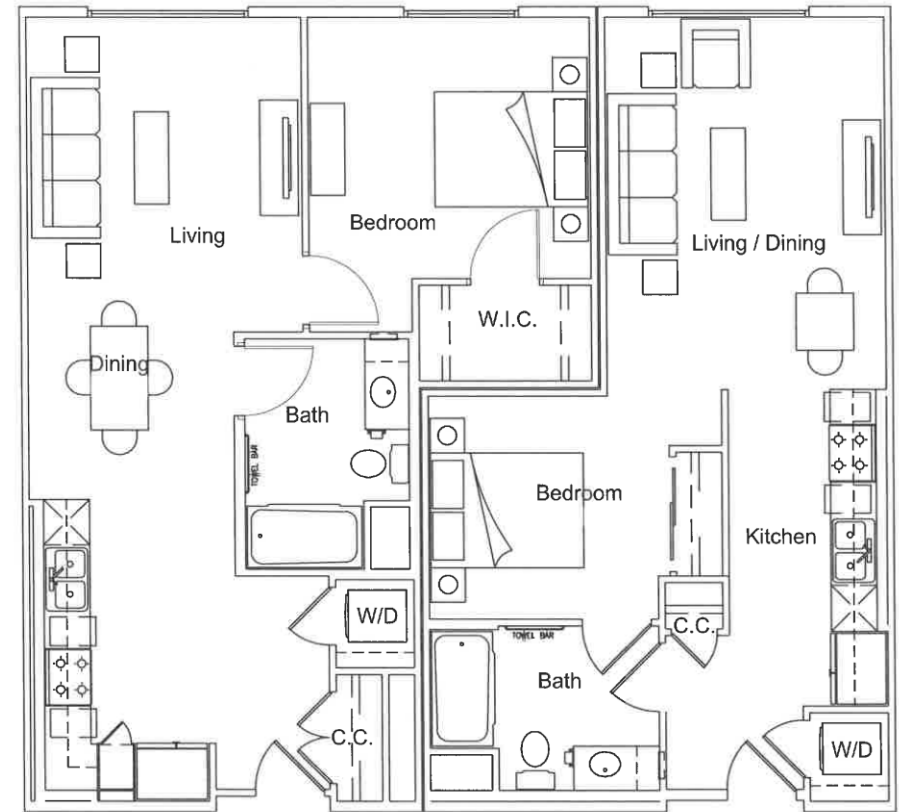 Living
Bedroom
Living / Dining
W.I.C.
Dining
Bath
TOWEL BAR
Bedroom
Kitchen
W/D
C.C.
TOWEL BAR
Bath
C.C.
W/D